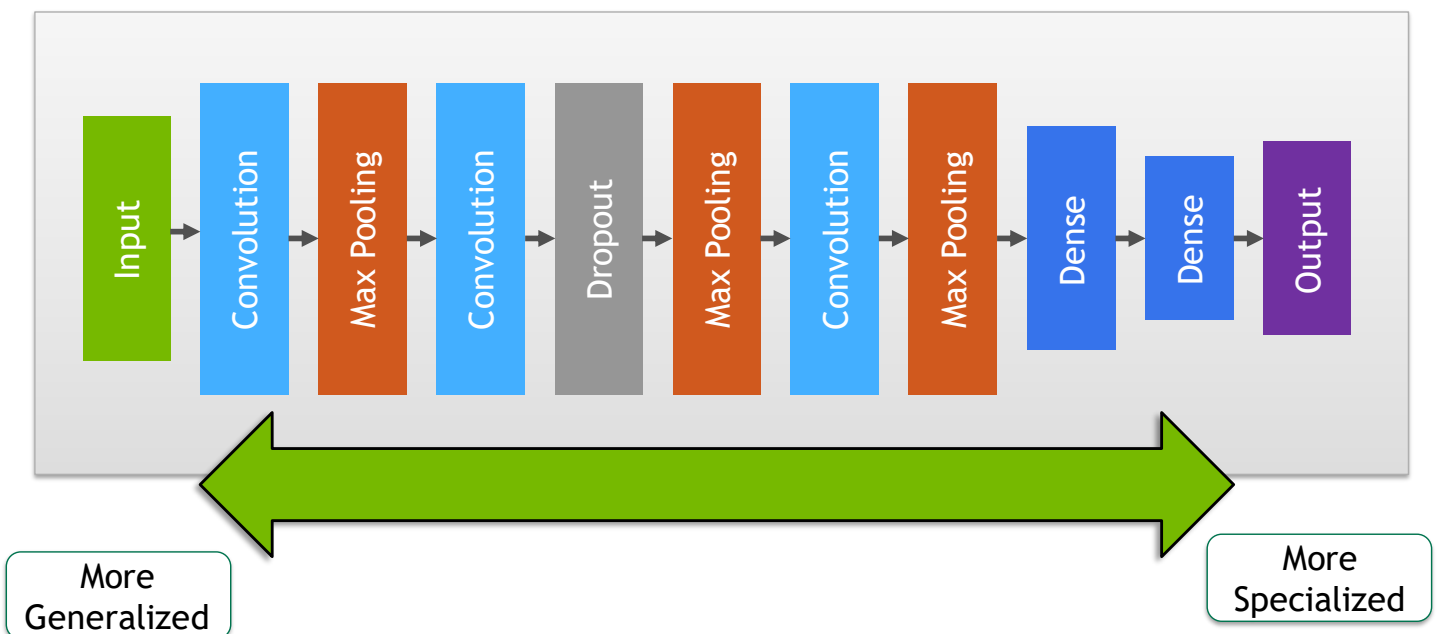 Input
Convolution
Max Pooling
Convolution
Dropout
Max Pooling
Convolution
Max Pooling
Dense
Dense
Output
More
Generalized
More
Specialized